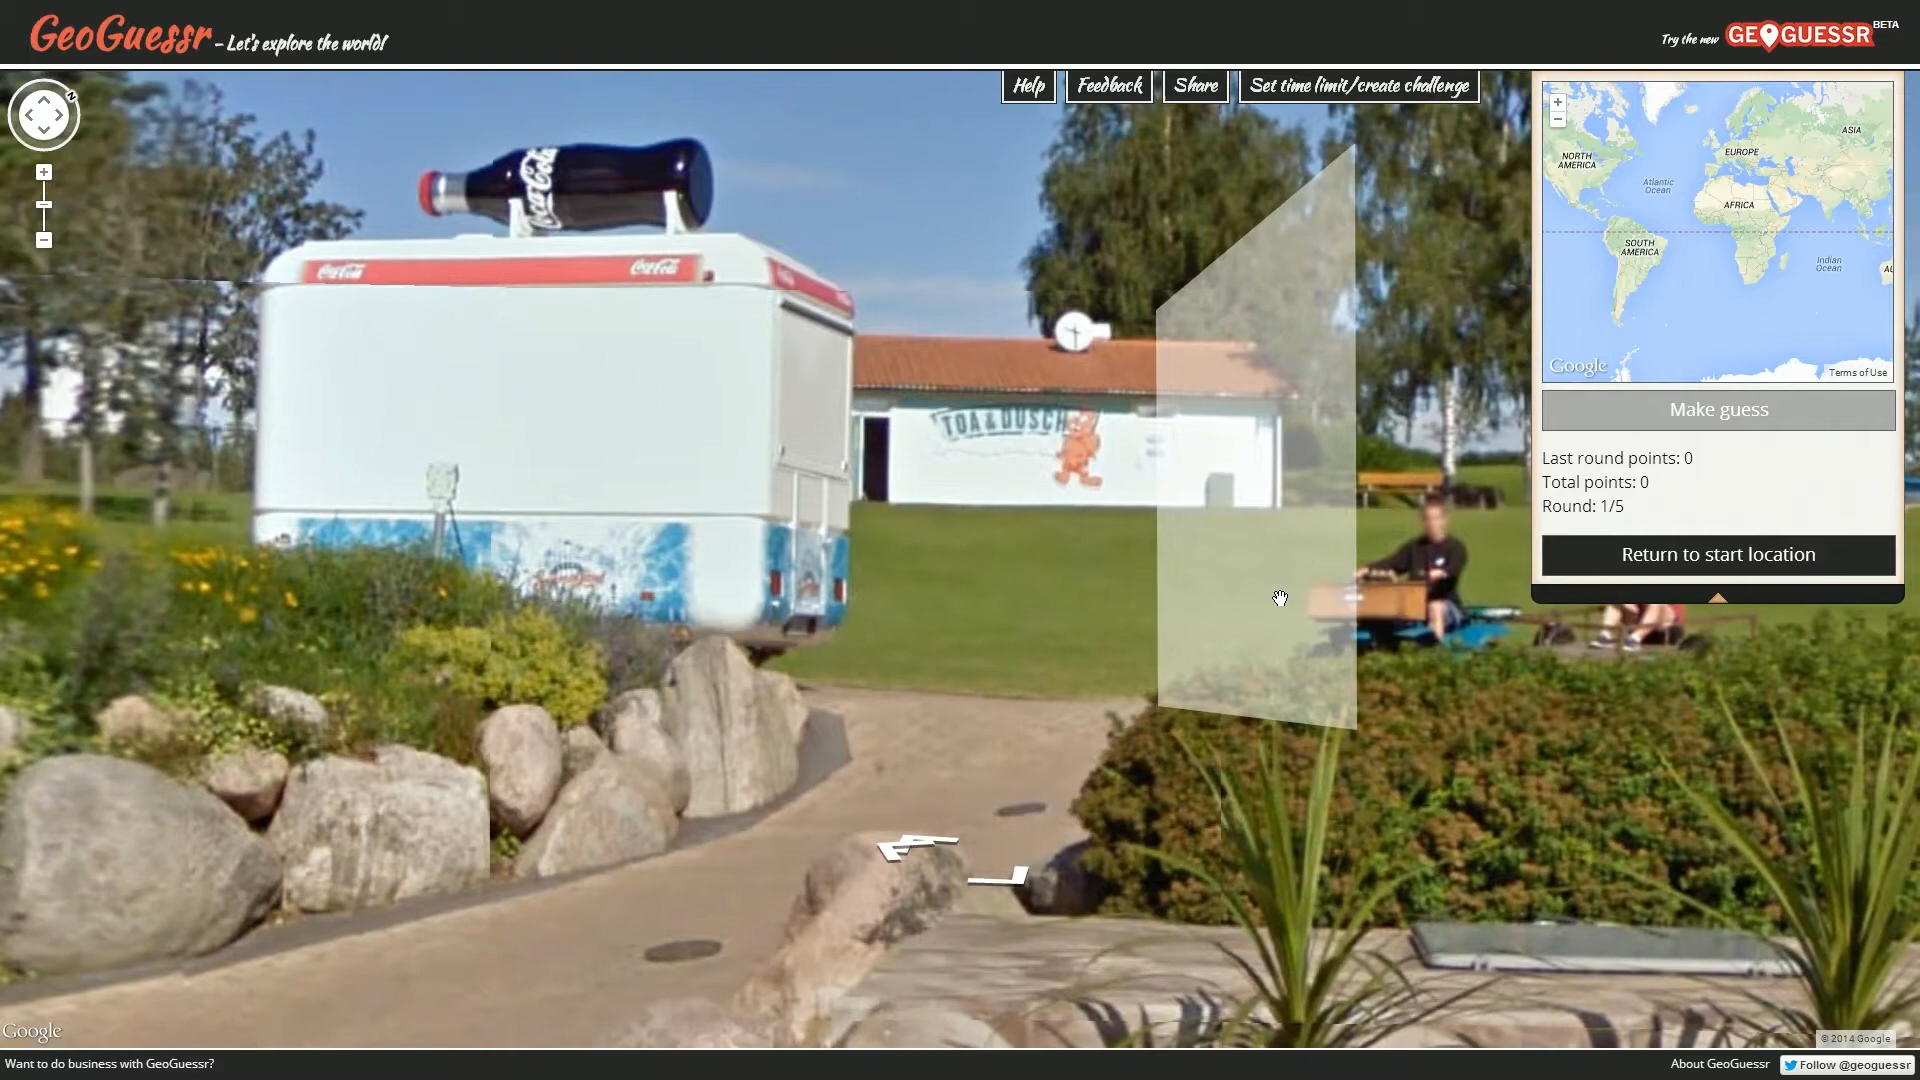 GeoGuessr - Let's explore the world!
Try the new GEOGUESSR BETA
N
Help
Feedback
Share
Set time limit/create challenge
Coca-Cola
Coca-Cola
Coca-Cola
TOA & DUSCH
NORTH AMERICA
EUROPE
ASIA
Atlantic Ocean
AFRICA
SOUTH AMERICA
Indian Ocean
AU
Google
Terms of Use
Make guess
Last round points: 0
Total points: 0
Round: 1/5
Return to start location
Google
© 2014 Google
Want to do business with GeoGuessr?
About GeoGuessr
Follow @geoguessr